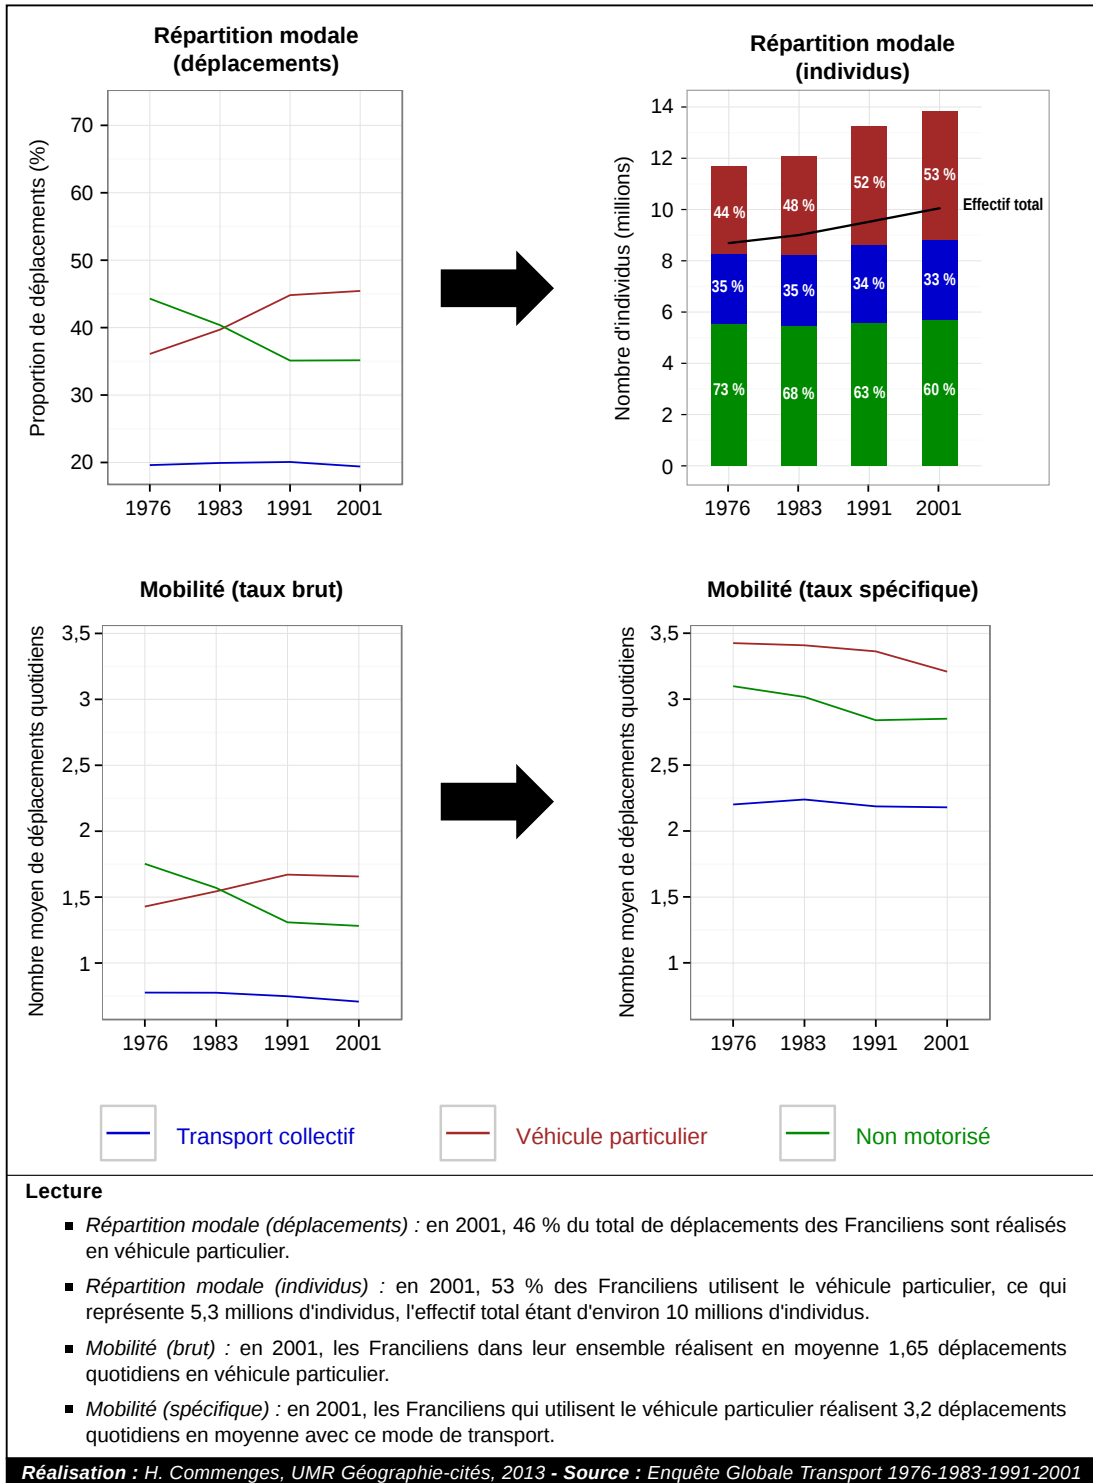 Répartition modale
(déplacements)
Proportion de déplacements (%)
70
60
50
40
30
20
1976 1983 1991 2001
Répartition modale
(individus)
Nombre d'individus (millions)
14
12
10
8
6
4
2
0
44 %
48 %
52 %
53 %
Effectif total
35 %
35 %
34 %
33 %
73 %
68 %
63 %
60 %
1976 1983 1991 2001
Mobilité (taux brut)
Nombre moyen de déplacements quotidiens
3,5
3
2,5
2
1,5
1
1976 1983 1991 2001
Mobilité (taux spécifique)
Nombre moyen de déplacements quotidiens
3,5
3
2,5
2
1,5
1
1976 1983 1991 2001
Transport collectif
Véhicule particulier
Non motorisé
Lecture
▪ Répartition modale (déplacements) : en 2001, 46 % du total de déplacements des Franciliens sont réalisés
en véhicule particulier.
▪ Répartition modale (individus) : en 2001, 53 % des Franciliens utilisent le véhicule particulier, ce qui
représente 5,3 millions d'individus, l'effectif total étant d'environ 10 millions d'individus.
▪ Mobilité (brut) : en 2001, les Franciliens dans leur ensemble réalisent en moyenne 1,65 déplacements
quotidiens en véhicule particulier.
▪ Mobilité (spécifique) : en 2001, les Franciliens qui utilisent le véhicule particulier réalisent 3,2 déplacements
quotidiens en moyenne avec ce mode de transport.
Réalisation : H. Commenges, UMR Géographie-cités, 2013 - Source : Enquête Globale Transport 1976-1983-1991-2001